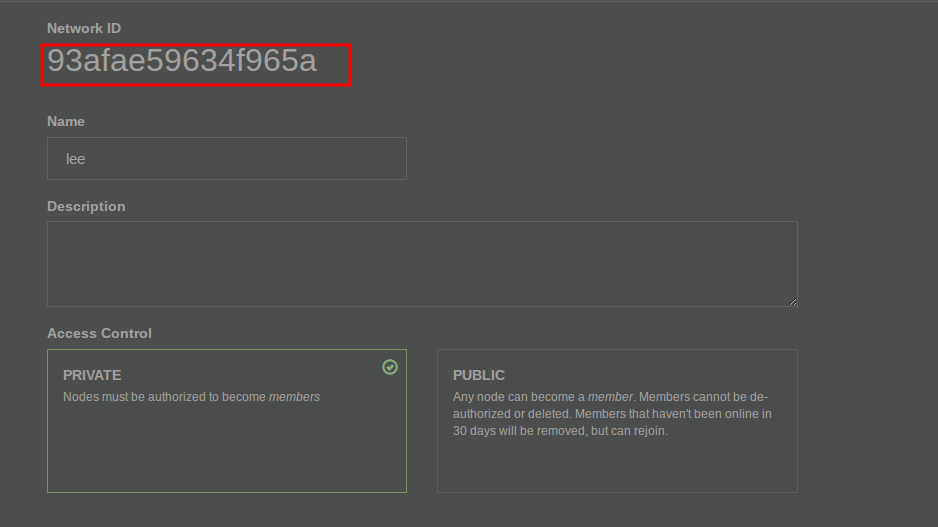 Network ID
93afae59634f965a
Name
lee
Description
Access Control
PRIVATE
Nodes must be authorized to become members
PUBLIC
Any node can become a member. Members cannot be de-
authorized or deleted. Members that haven't been online in
30 days will be removed, but can rejoin.